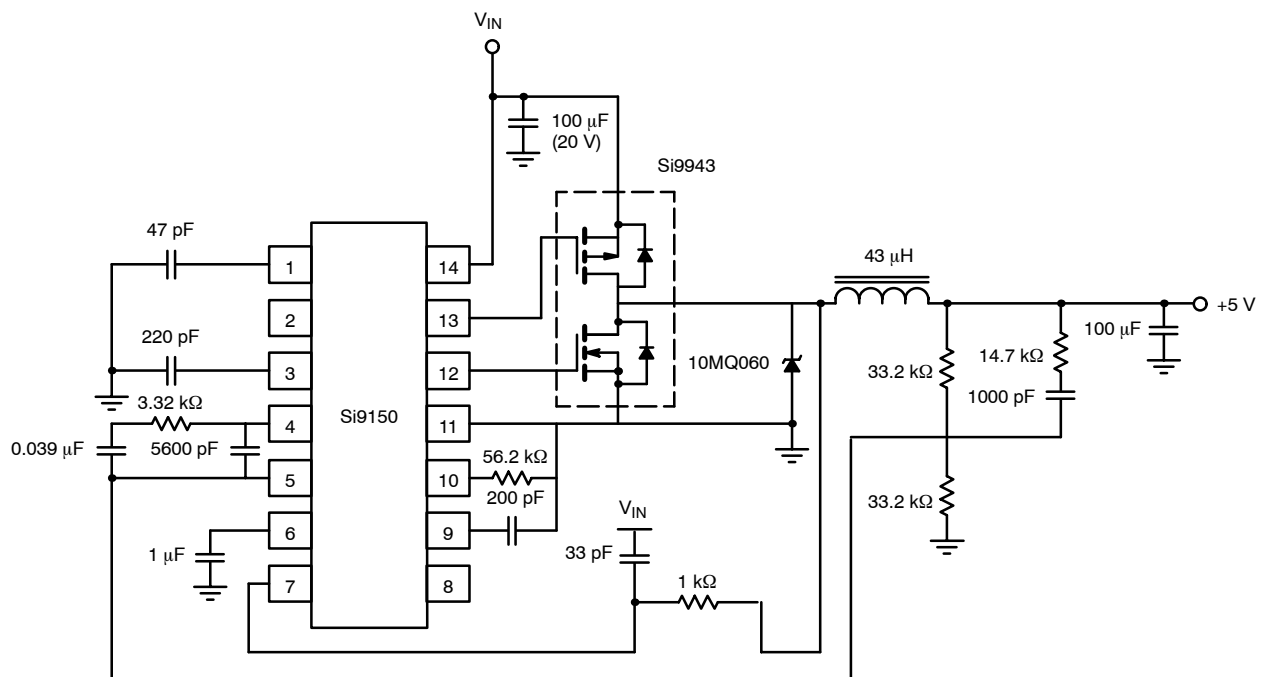 VIN
100 µF
(20 V)
Si9943
47 pF
1
14
43 µH
2
13
+5 V
220 pF
100 µF
3
12
10MQ060
33.2 kΩ
14.7 kΩ
1000 pF
3.32 kΩ
Si9150
0.039 µF
5600 pF
4
11
56.2 kΩ
5
10
200 pF
33.2 kΩ
VIN
6
9
1 µF
33 pF
7
8
1 kΩ